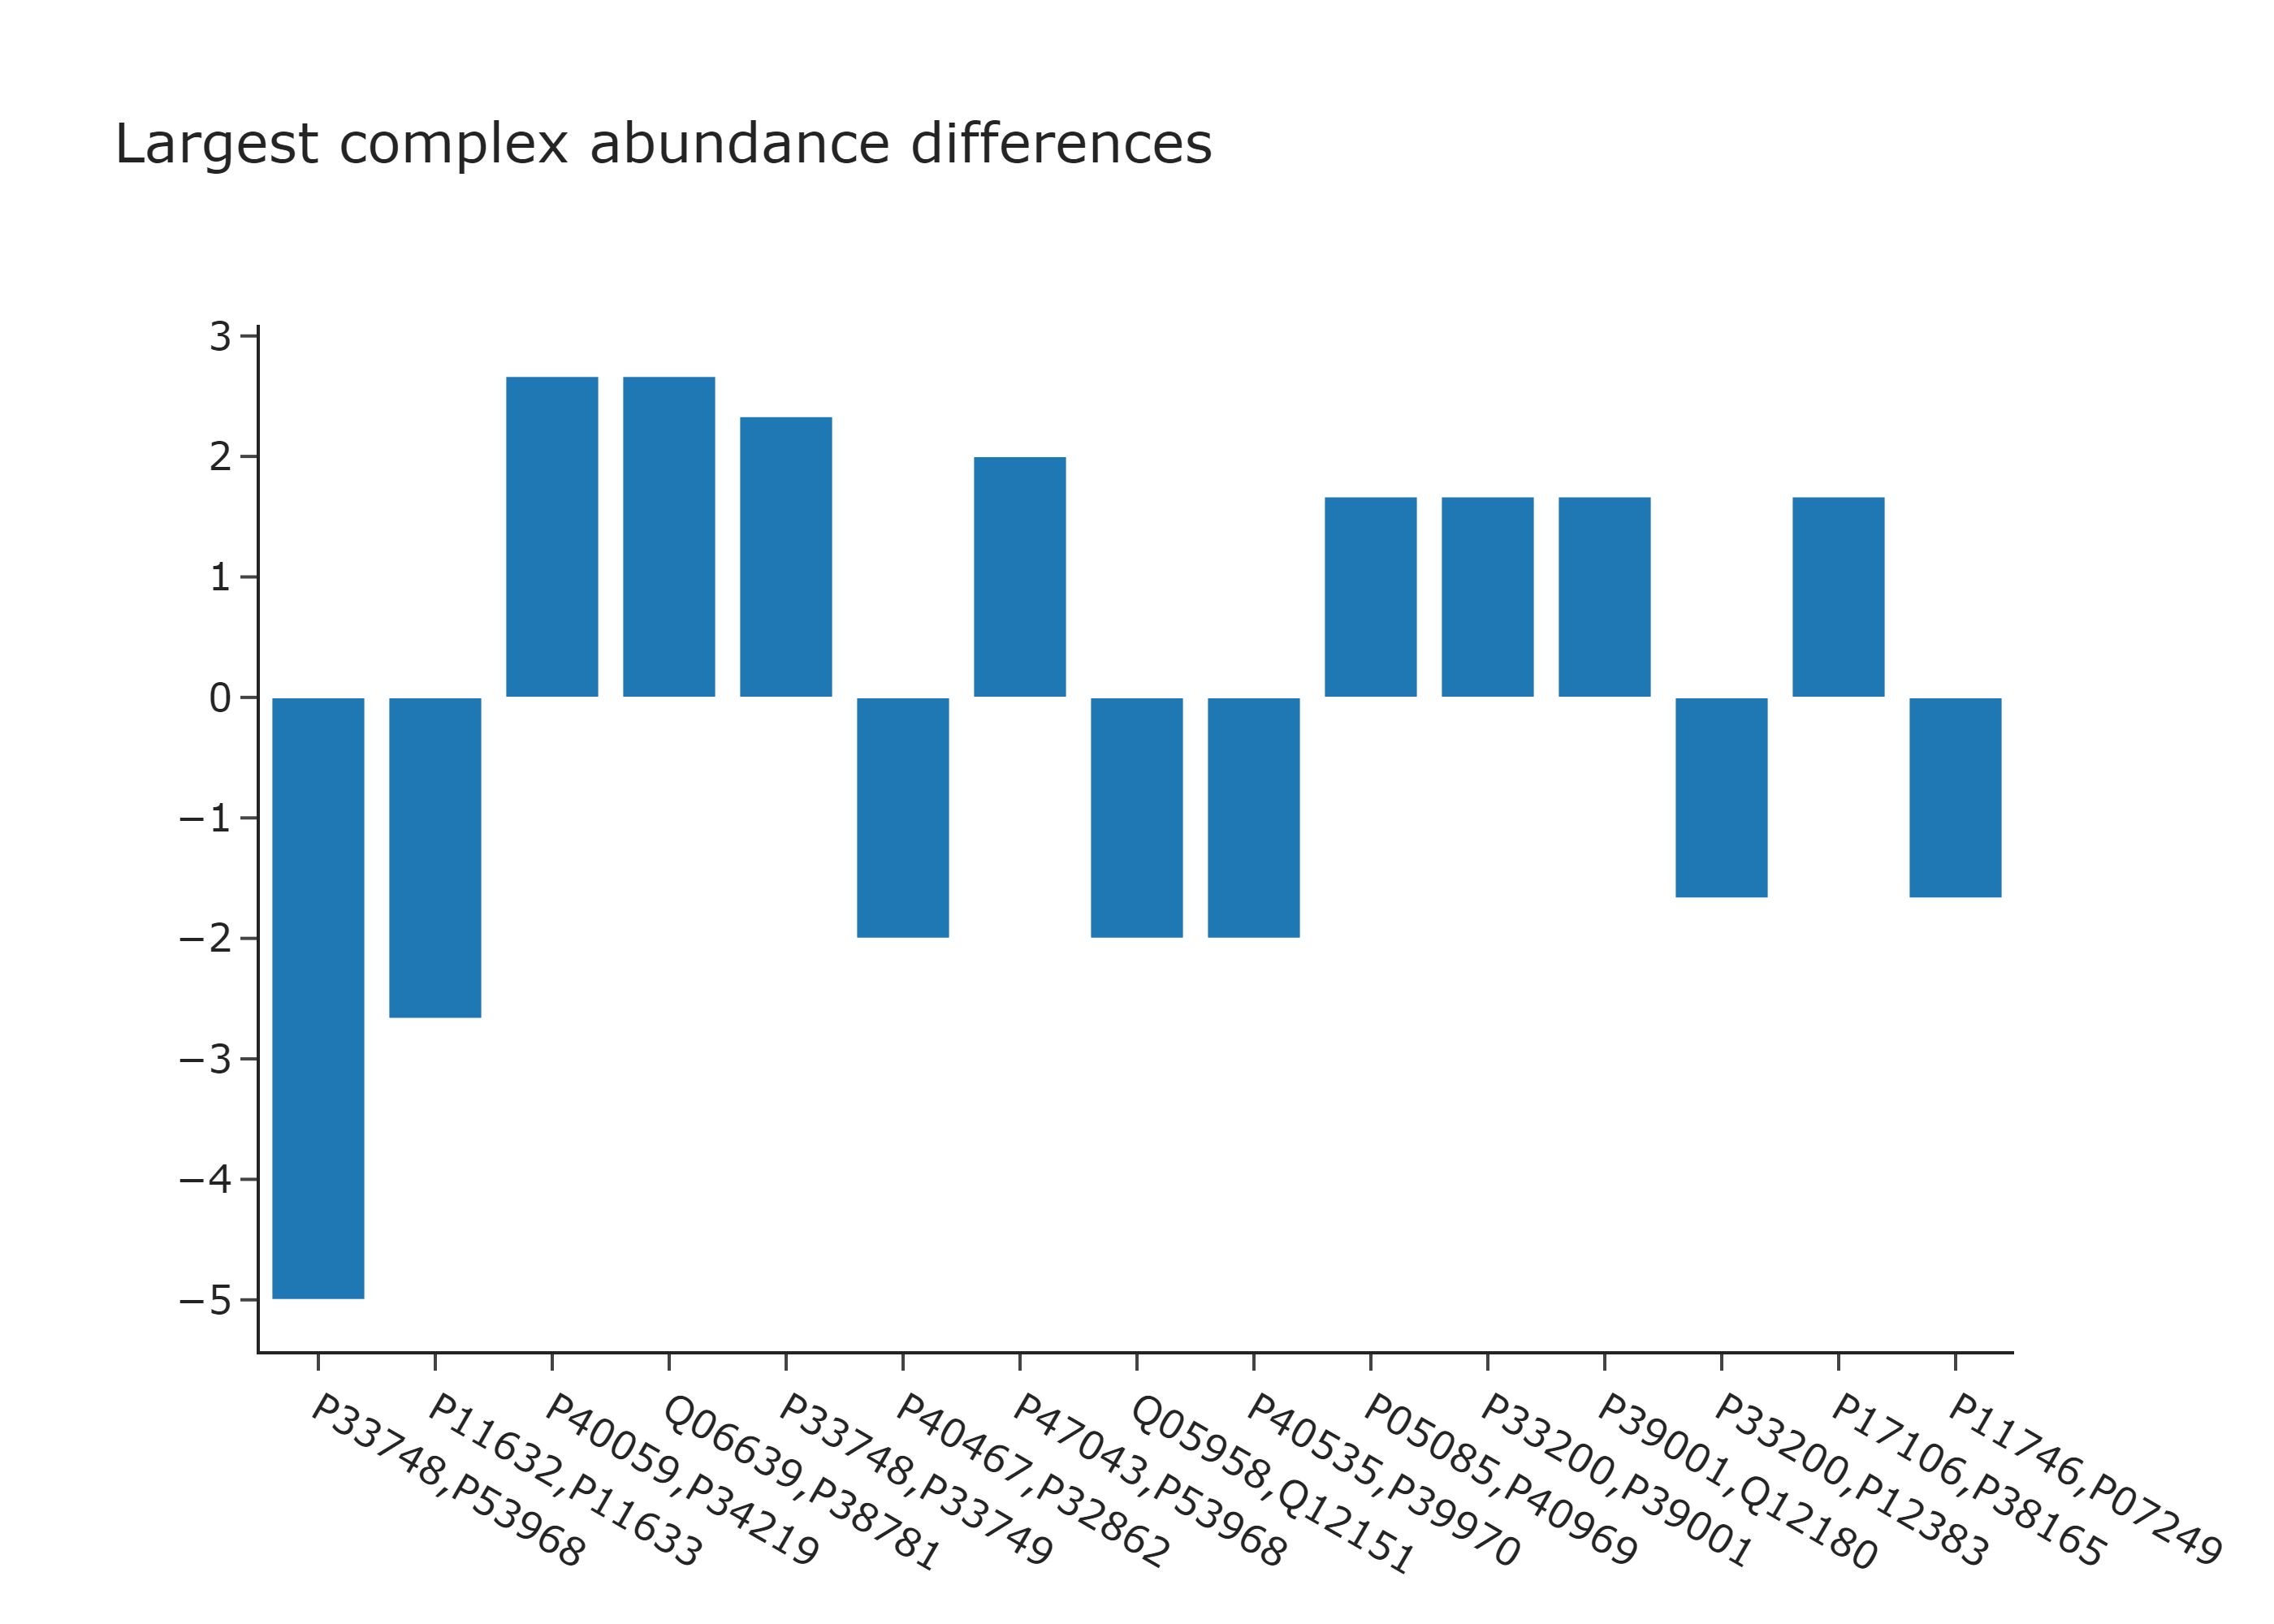 Largest complex abundance differences
3
2
1
0
−1
−2
−3
−4
−5
P33748,P53968
P11632,P11633
P40059,P34219
Q06639,P38781
P33748,P33749
P40467,P32862
P47043,P53968
Q05958,Q12151
P40535,P39970
P05085,P40969
P33200,P39001
P39001,Q12180
P33200,P12383
P17106,P38165
P11746,P07249